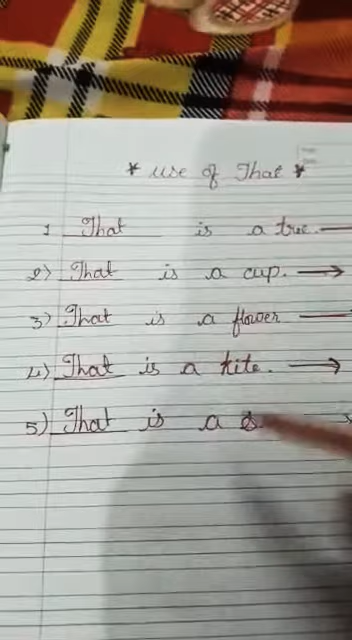 * use of That *
1 That is a tree. →
2) That is a cup. →
3) That is a flower →
4) That is a kite. →
5) That is a